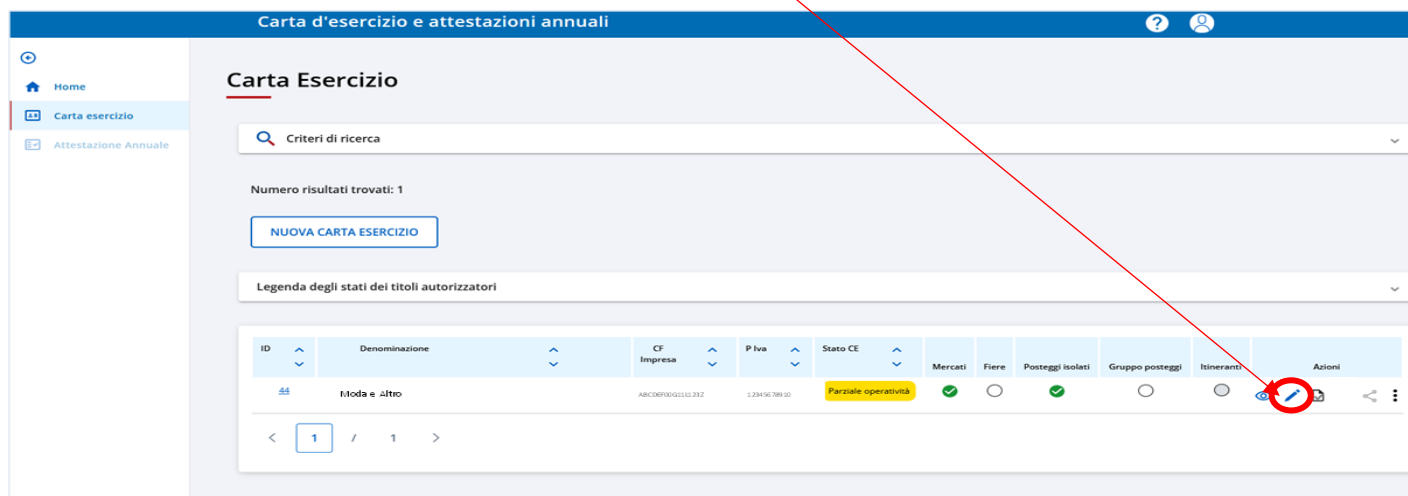 Carta d'esercizio e attestazioni annuali
?
Home
Carta esercizio
Attestazione Annuale
Carta Esercizio
Criteri di ricerca
Numero risultati trovati: 1
NUOVA CARTA ESERCIZIO
Legenda degli stati dei titoli autorizzatori
ID Denominazione CF Impresa P Iva Stato CE Mercati Fiere Posteggi isolati Gruppo posteggi Itineranti Azioni
44 Moda e Altro 12345678910 Parziale operatività
< 1 / 1 >